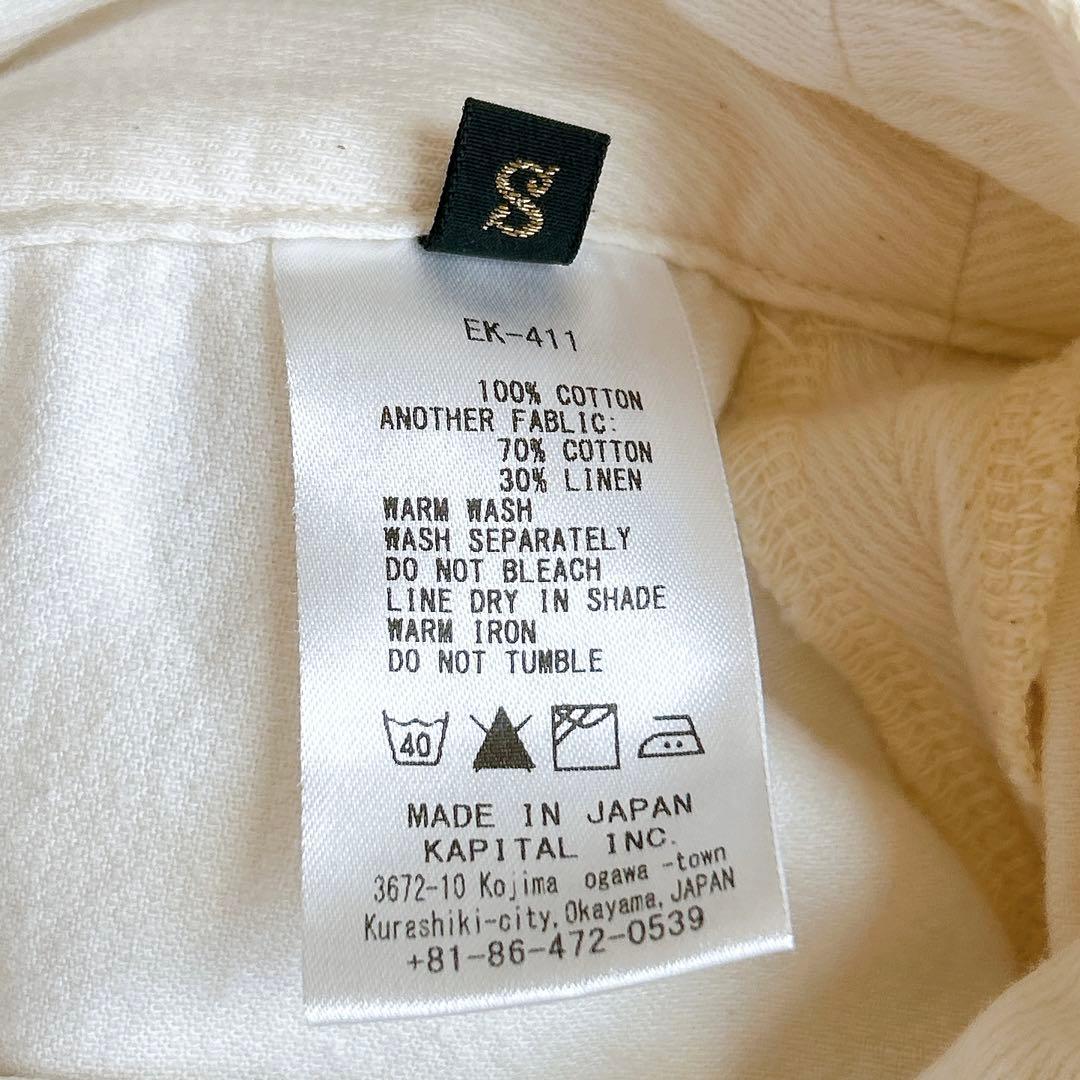 S
EK-411
100% COTTON
ANOTHER FABLIC:
70% COTTON
30% LINEN
WARM WASH
WASH SEPARATELY
DO NOT BLEACH
LINE DRY IN SHADE
WARM IRON
DO NOT TUMBLE
40
MADE IN JAPAN
KAPITAL INC.
3672-10 Kojima ogawa -town
Kurashiki-city, Okayama, JAPAN
+81-86-472-0539